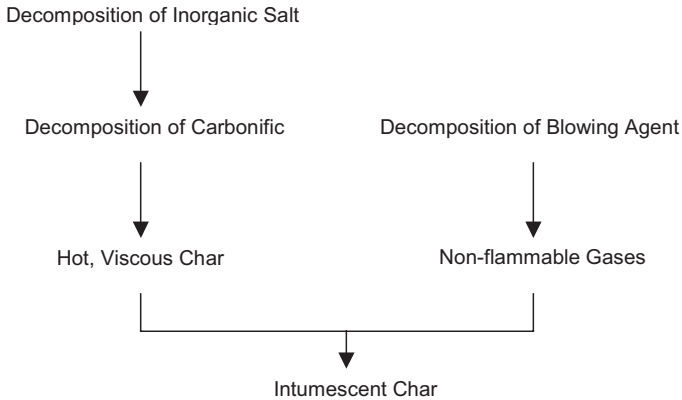 Decomposition of Inorganic Salt
Decomposition of Carbonific
Decomposition of Blowing Agent
Hot, Viscous Char
Non-flammable Gases
Intumescent Char